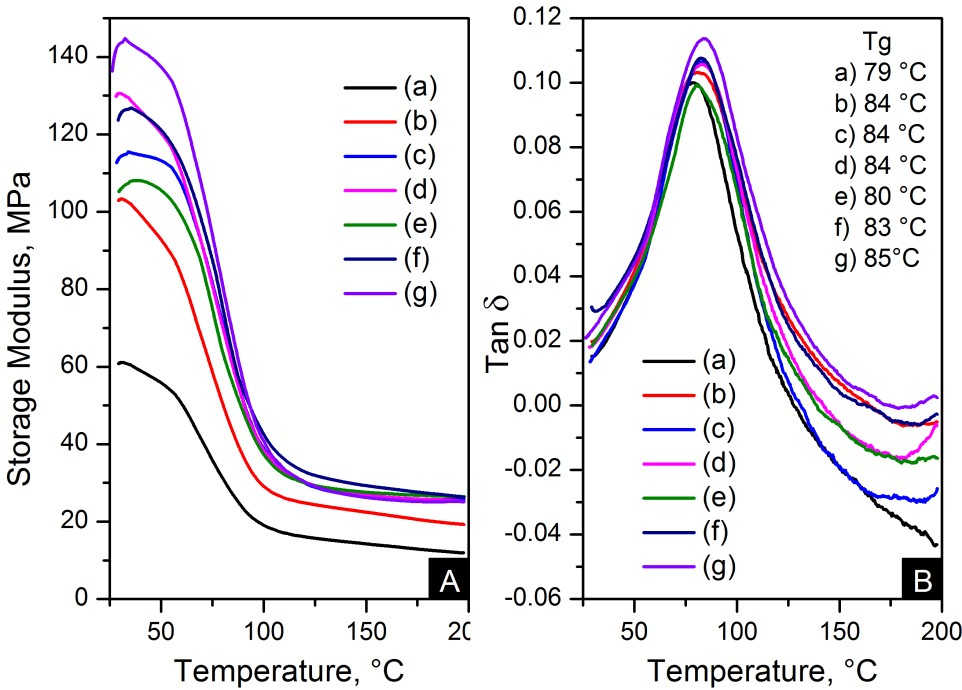 140
120
100
80
60
40
20
0
Storage Modulus, MPa
(a)
(b)
(c)
(d)
(e)
(f)
(g)
A
50
100
150
20
Temperature, °C
0.12
0.10
0.08
0.06
0.04
0.02
0.00
-0.02
-0.04
-0.06
Tan δ
Tg
a) 79 °C
b) 84 °C
c) 84 °C
d) 84 °C
e) 80 °C
f) 83 °C
g) 85°C
(a)
(b)
(c)
(d)
(e)
(f)
(g)
B
50
100
150
200
Temperature, °C